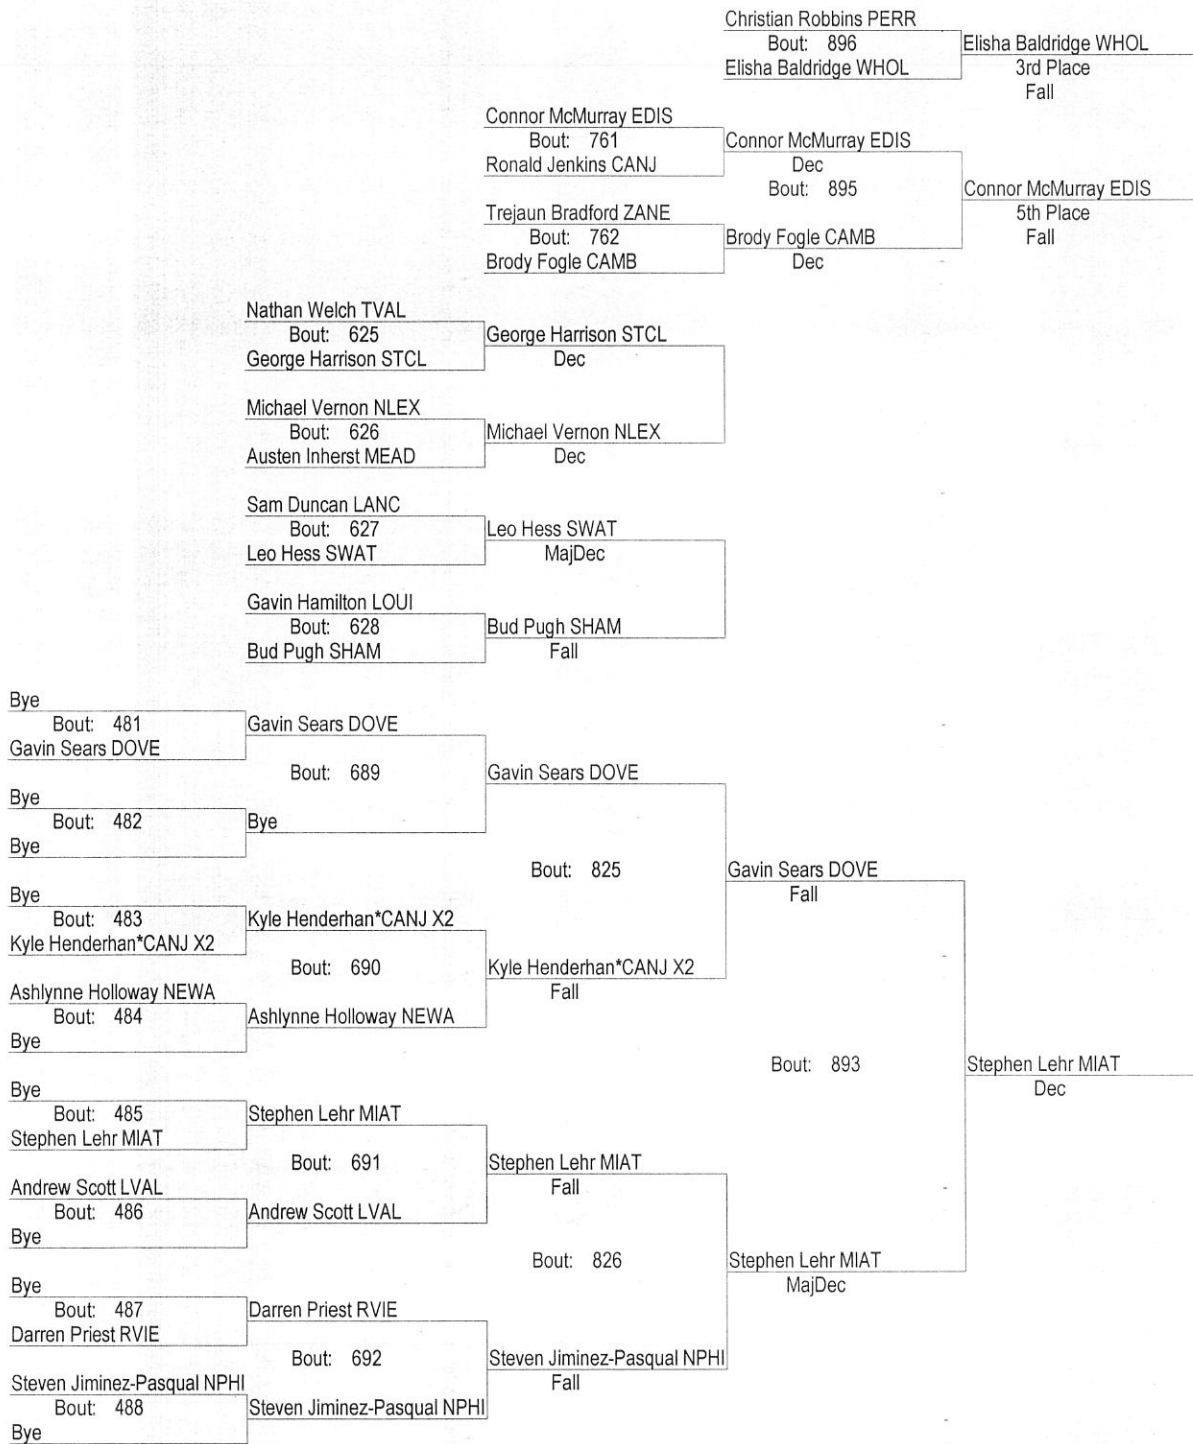 Christian Robbins PERR
Bout: 896
Elisha Baldridge WHOL
Elisha Baldridge WHOL
3rd Place
Fall
Connor McMurray EDIS
Bout: 761
Ronald Jenkins CANJ
Connor McMurray EDIS
Dec
Bout: 895
Connor McMurray EDIS
5th Place
Fall
Trejaun Bradford ZANE
Bout: 762
Brody Fogle CAMB
Brody Fogle CAMB
Dec
Nathan Welch TVAL
Bout: 625
George Harrison STCL
George Harrison STCL
Dec
Michael Vernon NLEX
Bout: 626
Austen Inherst MEAD
Michael Vernon NLEX
Dec
Sam Duncan LANC
Bout: 627
Leo Hess SWAT
Leo Hess SWAT
MajDec
Gavin Hamilton LOUI
Bout: 628
Bud Pugh SHAM
Bud Pugh SHAM
Fall
Bye
Bout: 481
Gavin Sears DOVE
Gavin Sears DOVE
Bout: 689
Gavin Sears DOVE
Bye
Bout: 482
Bye
Bye
Bout: 825
Gavin Sears DOVE
Fall
Bye
Bout: 483
Kyle Henderhan*CANJ X2
Kyle Henderhan*CANJ X2
Bout: 690
Kyle Henderhan*CANJ X2
Fall
Ashlynne Holloway NEWA
Bout: 484
Bye
Ashlynne Holloway NEWA
Bout: 893
Stephen Lehr MIAT
Dec
Bye
Bout: 485
Stephen Lehr MIAT
Stephen Lehr MIAT
Bout: 691
Stephen Lehr MIAT
Fall
Andrew Scott LVAL
Bout: 486
Bye
Andrew Scott LVAL
Bout: 826
Stephen Lehr MIAT
MajDec
Bye
Bout: 487
Darren Priest RVIE
Darren Priest RVIE
Bout: 692
Steven Jiminez-Pasqual NPHI
Fall
Steven Jiminez-Pasqual NPHI
Bout: 488
Bye
Steven Jiminez-Pasqual NPHI